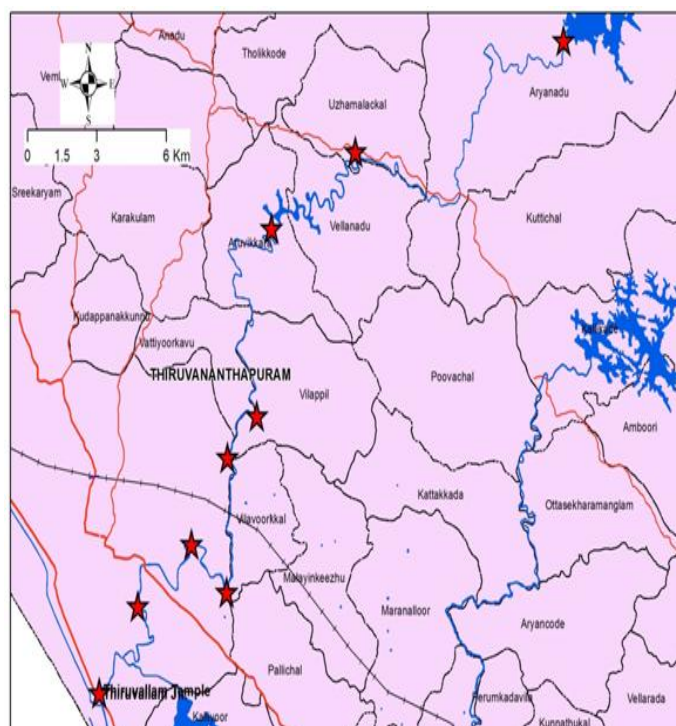 Anadu
Tholikkode
N
W
E
S
Uzhamalackal
Aryanadu
0 1.5 3 6 Km
Sreekaryam
Karakulam
Vellanadu
Kuttichal
Kudappanakkunnu
Vattiyoorkavu
THIRUVANANTHAPURAM
Poovachal
Vilappil
Amboori
Kattakkada
Ottasekharamanglam
Vilavoorkkal
Malayinkeezhu
Maranalloor
Aryancode
Pallichal
Thiruvallam Jample
Perumkadavila
Vellarada
Kunnathukal